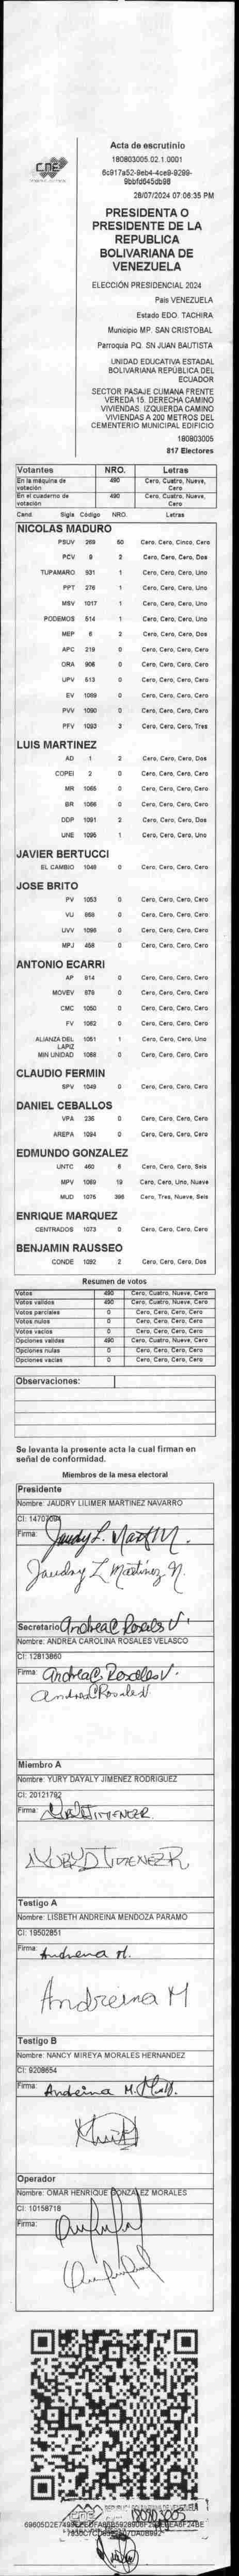 CNE
Acta de escrutinio
180803005.02.1.0001
6c917a52-9eb4-4ce9-9299-
9bbfd645db98
28/07/2024 07:06:35 PM
PRESIDENTA O
PRESIDENTE DE LA
REPUBLICA
BOLIVARIANA DE
VENEZUELA
ELECCIÓN PRESIDENCIAL 2024
País VENEZUELA
Estado EDO. TACHIRA
Municipio MP. SAN CRISTOBAL
Parroquia PQ. SN JUAN BAUTISTA
UNIDAD EDUCATIVA ESTADAL
BOLIVARIANA REPÚBLICA DEL
ECUADOR
SECTOR PASAJE CUMANA FRENTE
VEREDA 15. DERECHA CAMINO
VIVIENDAS. IZQUIERDA CAMINO
VIVIENDAS A 200 METROS DEL
CEMENTERIO MUNICIPAL EDIFICIO
180803005
817 Electores
Votantes NRO. Letras
En la máquina de votación 490 Cero, Cuatro, Nueve, Cero
En el cuaderno de votación 490 Cero, Cuatro, Nueve, Cero
Cand. Sigla Código NRO. Letras
NICOLAS MADURO
PSUV 269 50 Cero, Cero, Cinco, Cero
PCV 9 2 Cero, Cero, Cero, Dos
TUPAMARO 931 1 Cero, Cero, Cero, Uno
PPT 276 1 Cero, Cero, Cero, Uno
MSV 1017 1 Cero, Cero, Cero, Uno
PODEMOS 514 1 Cero, Cero, Cero, Uno
MEP 6 2 Cero, Cero, Cero, Dos
APC 219 0 Cero, Cero, Cero, Cero
ORA 906 0 Cero, Cero, Cero, Cero
UPV 513 0 Cero, Cero, Cero, Cero
EV 1089 0 Cero, Cero, Cero, Cero
PVV 1090 0 Cero, Cero, Cero, Cero
PFV 1093 3 Cero, Cero, Cero, Tres
LUIS MARTINEZ
AD 1 2 Cero, Cero, Cero, Dos
COPEI 2 0 Cero, Cero, Cero, Cero
MR 1065 0 Cero, Cero, Cero, Cero
BR 1066 0 Cero, Cero, Cero, Cero
DDP 1091 2 Cero, Cero, Cero, Dos
UNE 1095 1 Cero, Cero, Cero, Uno
JAVIER BERTUCCI
EL CAMBIO 1048 0 Cero, Cero, Cero, Cero
JOSE BRITO
PV 1053 0 Cero, Cero, Cero, Cero
VU 868 0 Cero, Cero, Cero, Cero
UVV 1096 0 Cero, Cero, Cero, Cero
MPJ 458 0 Cero, Cero, Cero, Cero
ANTONIO ECARRI
AP 914 0 Cero, Cero, Cero, Cero
MOVEV 879 0 Cero, Cero, Cero, Cero
CMC 1050 0 Cero, Cero, Cero, Cero
FV 1062 0 Cero, Cero, Cero, Cero
ALIANZA DEL LAPIZ 1051 1 Cero, Cero, Cero, Uno
MIN UNIDAD 1068 0 Cero, Cero, Cero, Cero
CLAUDIO FERMIN
SPV 1049 0 Cero, Cero, Cero, Cero
DANIEL CEBALLOS
VPA 236 0 Cero, Cero, Cero, Cero
AREPA 1094 0 Cero, Cero, Cero, Cero
EDMUNDO GONZALEZ
UNTC 460 6 Cero, Cero, Cero, Seis
MPV 1069 19 Cero, Cero, Uno, Nueve
MUD 1075 396 Cero, Tres, Nueve, Seis
ENRIQUE MARQUEZ
CENTRADOS 1073 0 Cero, Cero, Cero, Cero
BENJAMIN RAUSSEO
CONDE 1092 2 Cero, Cero, Cero, Dos
Resumen de votos
Votos 490 Cero, Cuatro, Nueve, Cero
Votos validos 490 Cero, Cuatro, Nueve, Cero
Votos parciales 0 Cero, Cero, Cero, Cero
Votos nulos 0 Cero, Cero, Cero, Cero
Votos vacios 0 Cero, Cero, Cero, Cero
Opciones validas 490 Cero, Cuatro, Nueve, Cero
Opciones nulas 0 Cero, Cero, Cero, Cero
Opciones vacias 0 Cero, Cero, Cero, Cero
Observaciones:
Se levanta la presente acta la cual firman en
señal de conformidad.
Miembros de la mesa electoral
Presidente
Nombre: JAUDRY LILIMER MARTINEZ NAVARRO
CI: 14707094
Firma: Jaudry L. Martínez N.
Jaudry L Martínez N.
Secretario Andrea C Rosales V.
Nombre: ANDREA CAROLINA ROSALES VELASCO
CI: 12813860
Firma: Andrea C Rosales V.
Andrea C Rosales V
Miembro A
Nombre: YURY DAYALY JIMENEZ RODRIGUEZ
CI: 20121792
Firma: Yury D Jimenez R
Yury D Jimenez R
Testigo A
Nombre: LISBETH ANDREINA MENDOZA PARAMO
CI: 19502851
Firma: Andreina M.
Andreina M
Testigo B
Nombre: NANCY MIREYA MORALES HERNANDEZ
CI: 9208654
Firma: Andreina M.
Operador
Nombre: OMAR HENRIQUE GONZALEZ MORALES
CI: 10158718
Firma:
CNE
180803005